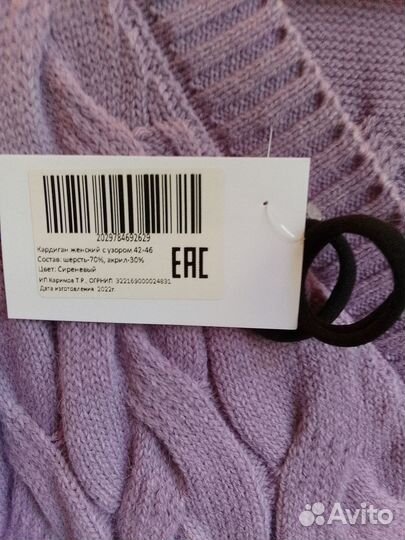 2029784692629
Кардиган женский с узором 42-46
Состав: шерсть-70%, акрил-30%
Цвет: Сиреневый
ИП Каримов Т.Р., ОГРНИП 322169000024831
Дата изготовления: 2022г.
EAC
Avito